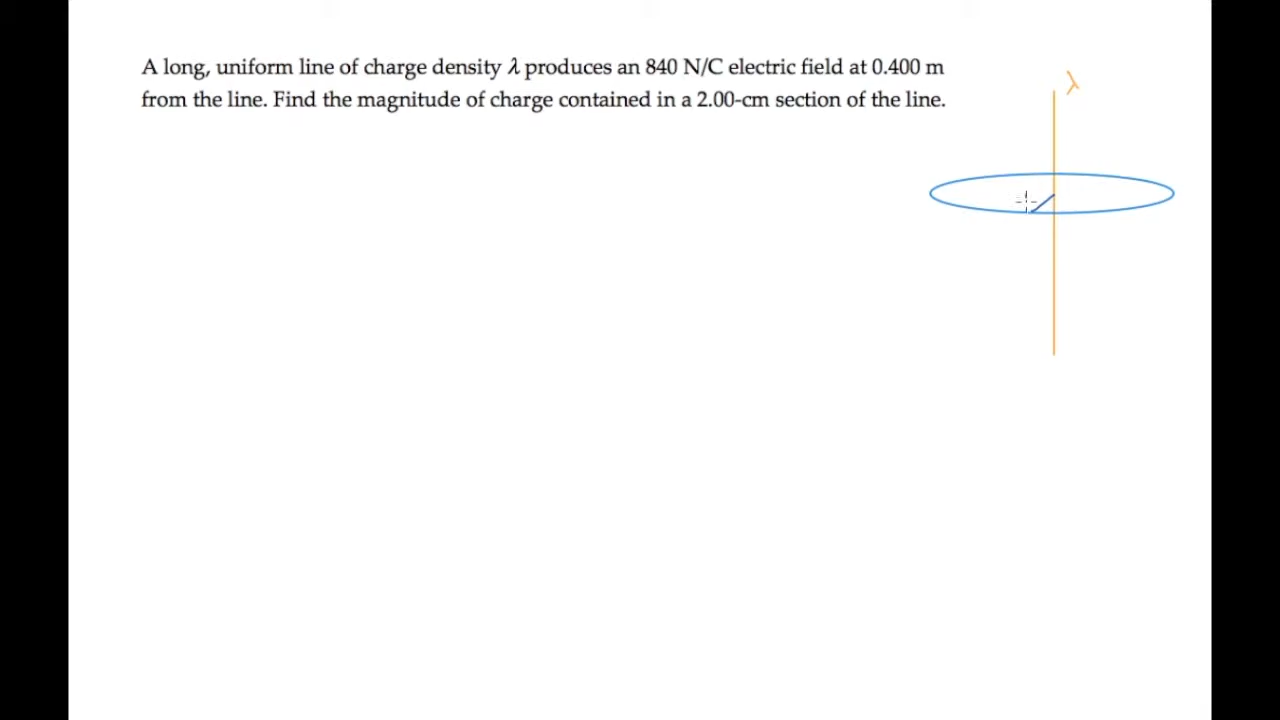 A long, uniform line of charge density λ produces an 840 N/C electric field at 0.400 m
from the line. Find the magnitude of charge contained in a 2.00-cm section of the line.
λ